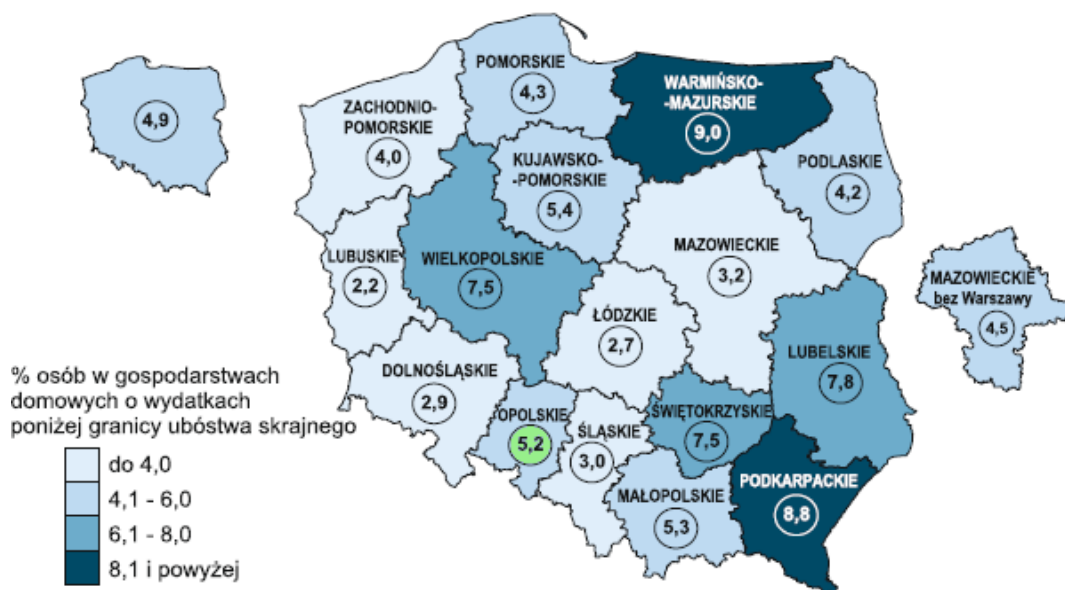 4,9
POMORSKIE
4,3
WARMIŃSKO-
-MAZURSKIE
9,0
ZACHODNIO-
POMORSKIE
4,0
KUJAWSKO-
-POMORSKIE
5,4
PODLASKIE
4,2
LUBUSKIE
2,2
WIELKOPOLSKIE
7,5
MAZOWIECKIE
3,2
MAZOWIECKIE
bez Warszawy
4,5
ŁÓDZKIE
2,7
LUBELSKIE
7,8
DOLNOŚLĄSKIE
2,9
OPOLSKIE
5,2
ŚLĄSKIE
3,0
ŚWIĘTOKRZYSKIE
7,5
MAŁOPOLSKIE
5,3
PODKARPACKIE
8,8
% osób w gospodarstwach
domowych o wydatkach
poniżej granicy ubóstwa skrajnego
do 4,0
4,1 - 6,0
6,1 - 8,0
8,1 i powyżej